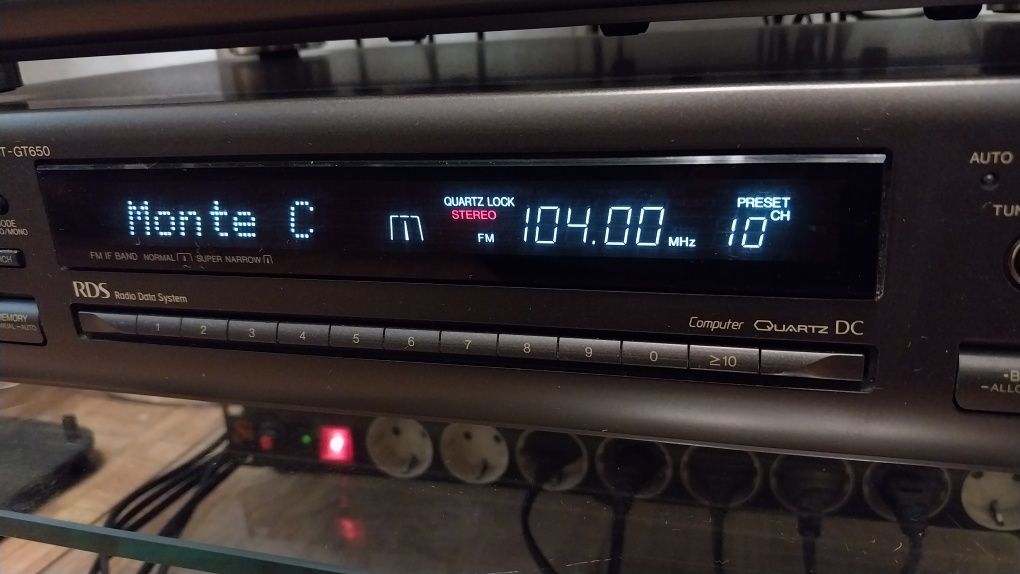 T-GT650
AUTO
QUARTZ LOCK
PRESET
Monte C
STEREO
104.00 MHz
10 CH
FM
FM IF BAND NORMAL SUPER NARROW
RDS Radio Data System
Computer QUARTZ DC
1 2 3 4 5 6 7 8 9 0 ≥10